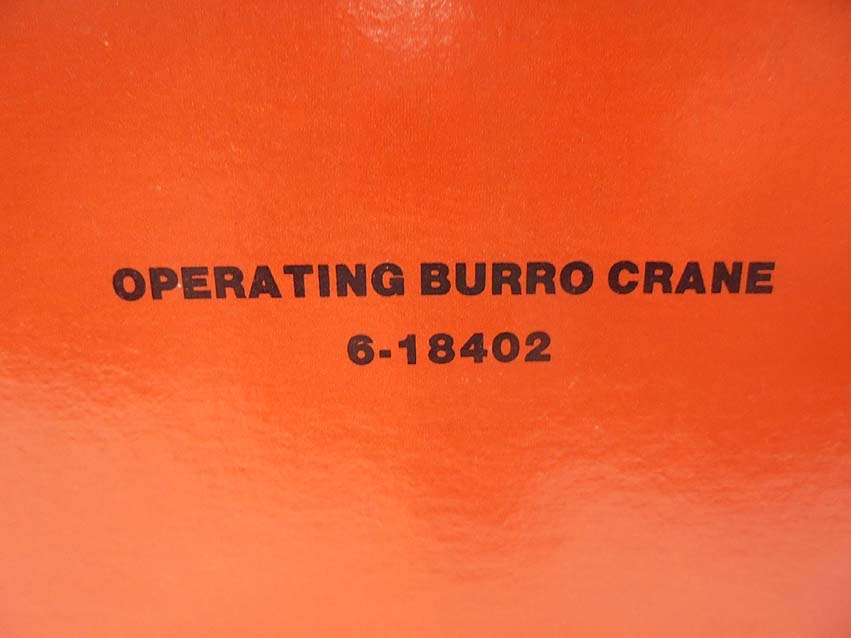 OPERATING BURRO CRANE
6-18402